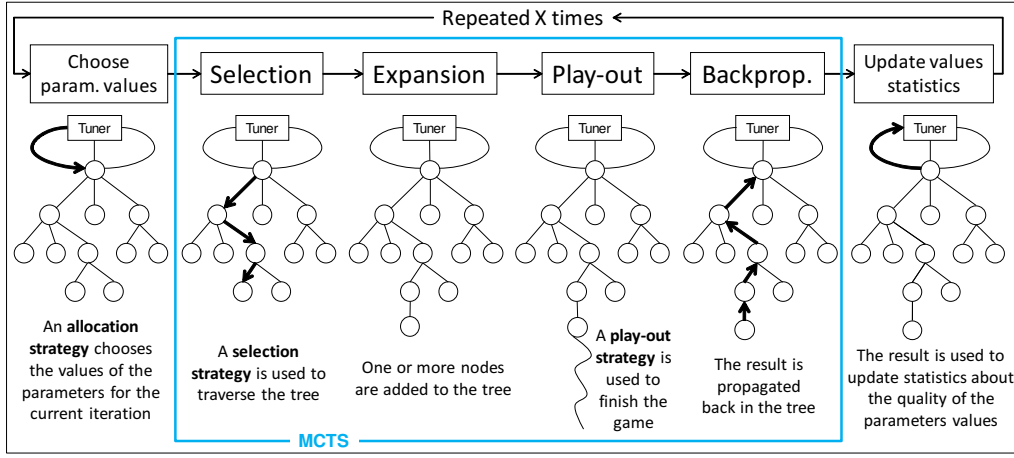 Repeated X times
Choose
param. values
Selection
Expansion
Play-out
Backprop.
Update values
statistics
Tuner
Tuner
Tuner
Tuner
Tuner
Tuner
An allocation
strategy chooses
the values of the
parameters for the
current iteration
A selection
strategy is used to
traverse the tree
One or more nodes
are added to the tree
A play-out
strategy is
used to
finish the
game
The result is
propagated
back in the tree
The result is used to
update statistics about
the quality of the
parameters values
MCTS